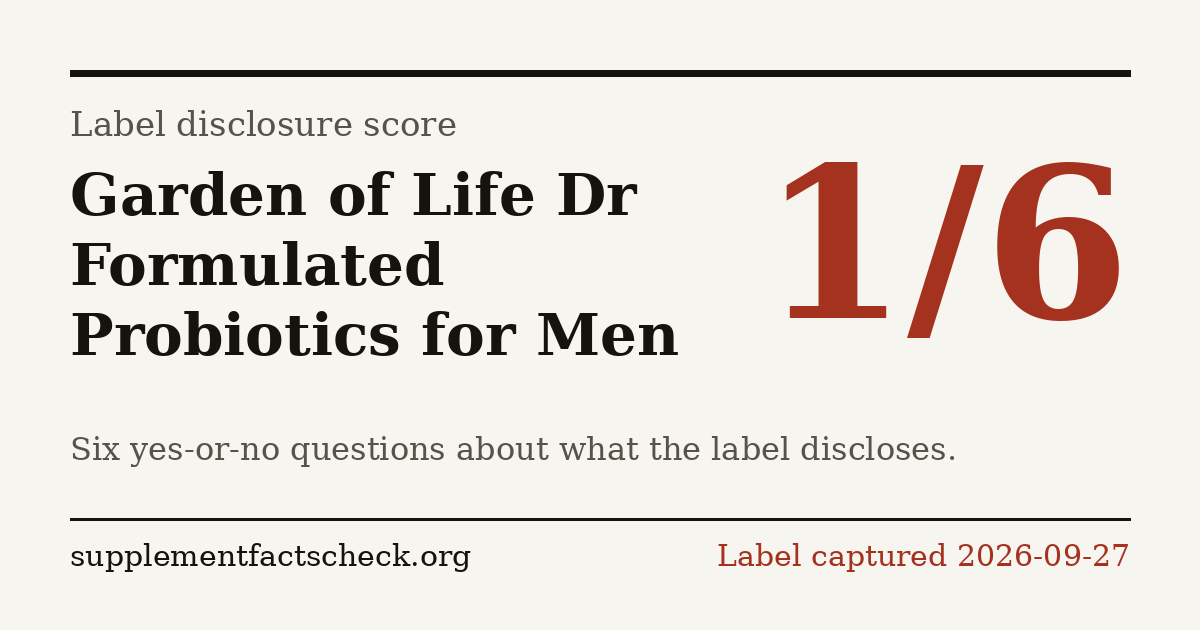 Label disclosure score
Garden of Life Dr
Formulated
Probiotics for Men
1/6
Six yes-or-no questions about what the label discloses.
supplementfactscheck.org
Label captured 2026-09-27